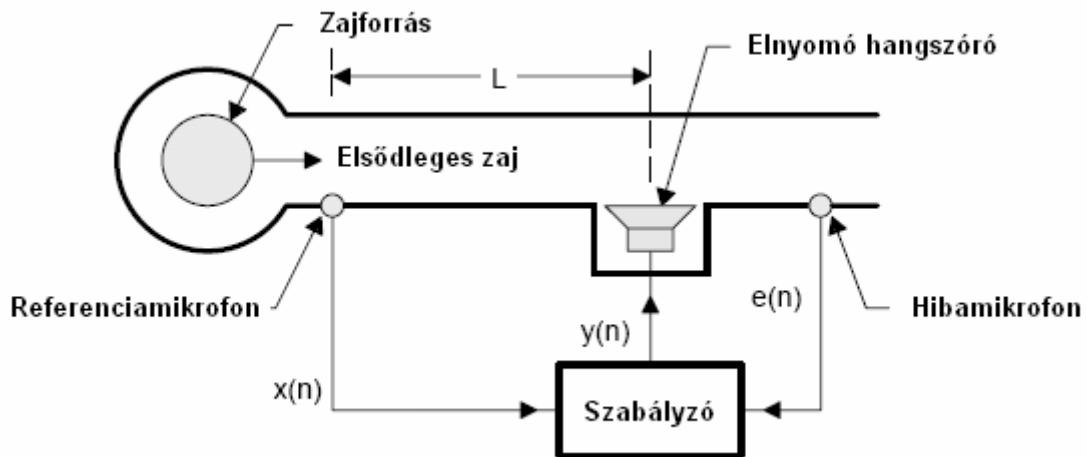 Zajforrás
Elnyomó hangszóró
L
Elsődleges zaj
Referenciamikrofon
e(n)
Hibamikrofon
y(n)
x(n)
Szabályzó